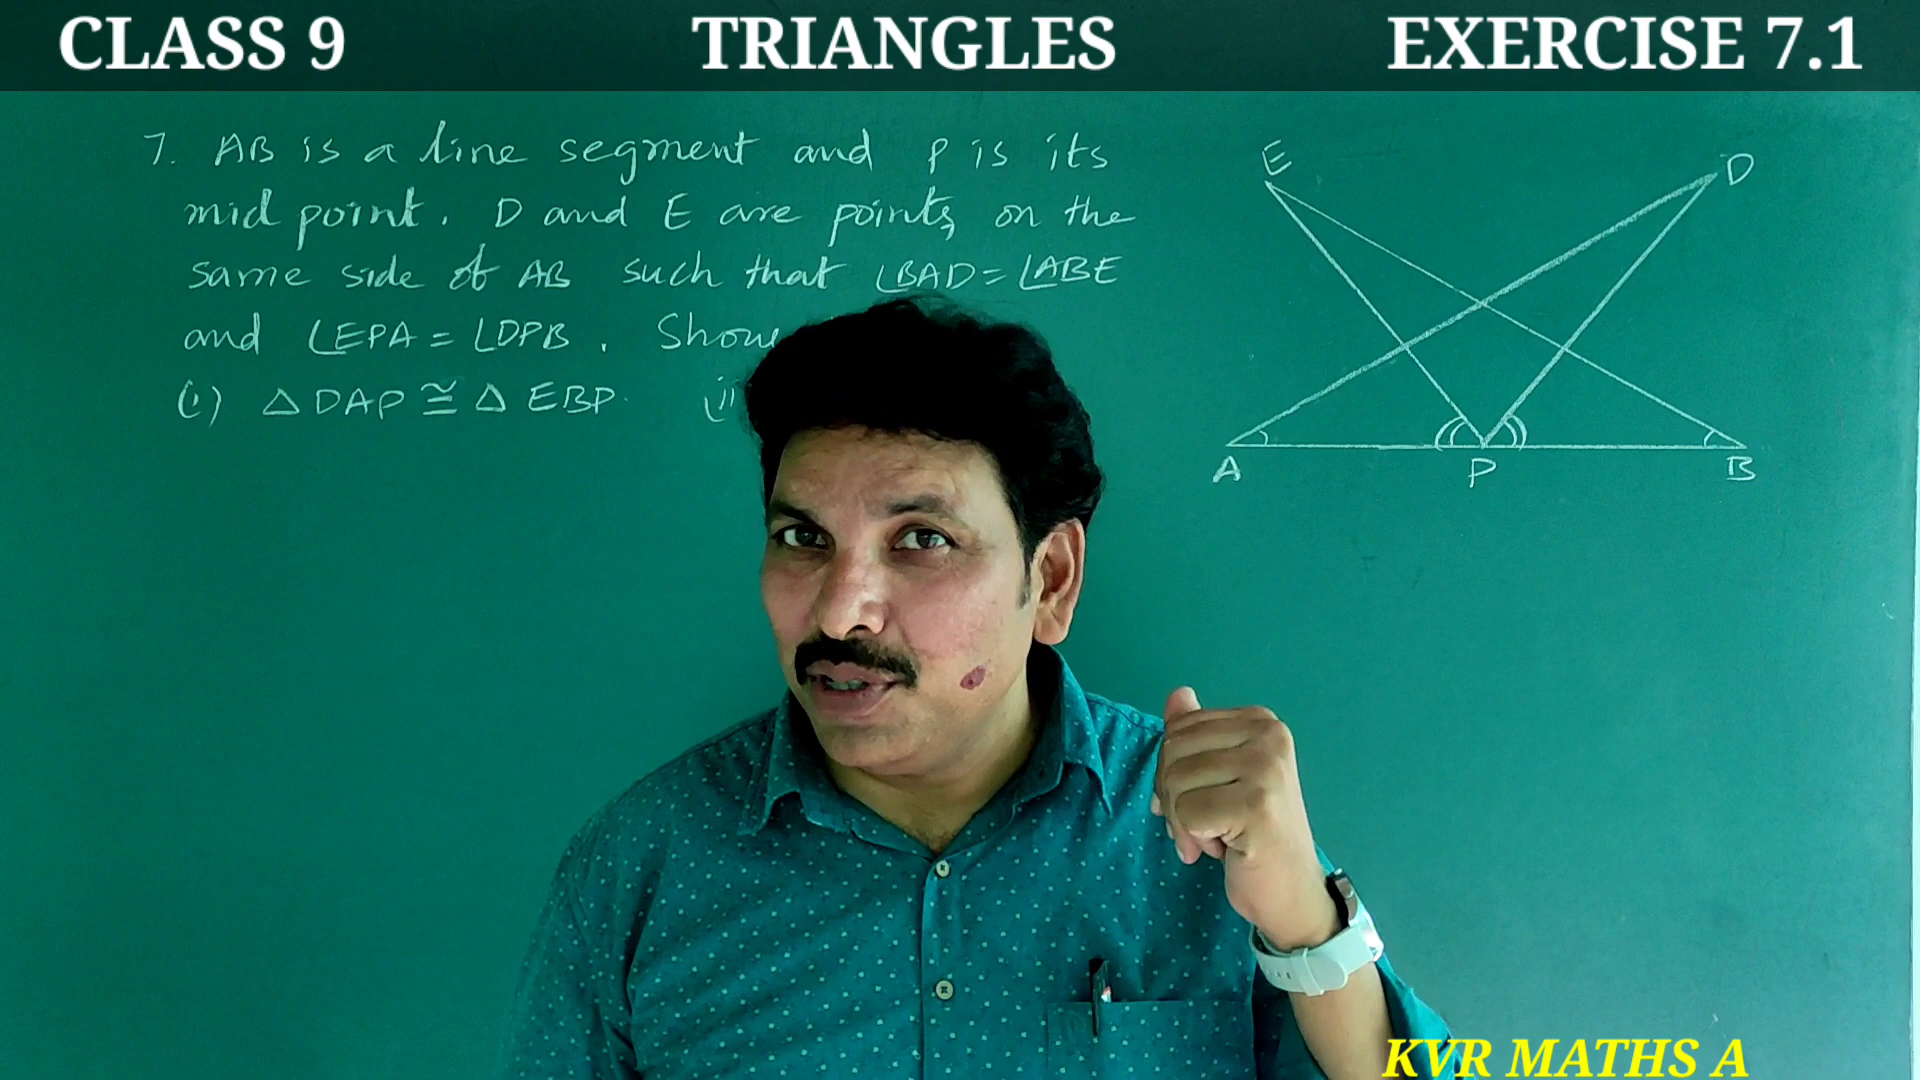 CLASS 9 TRIANGLES EXERCISE 7.1
7. AB is a line segment and P is its
mid point. D and E are points on the
same side of AB such that ∠BAD = ∠ABE
and ∠EPA = ∠DPB. Show
(i) △DAP ≅ △EBP. (ii
E D
A P B
KVR MATHS A